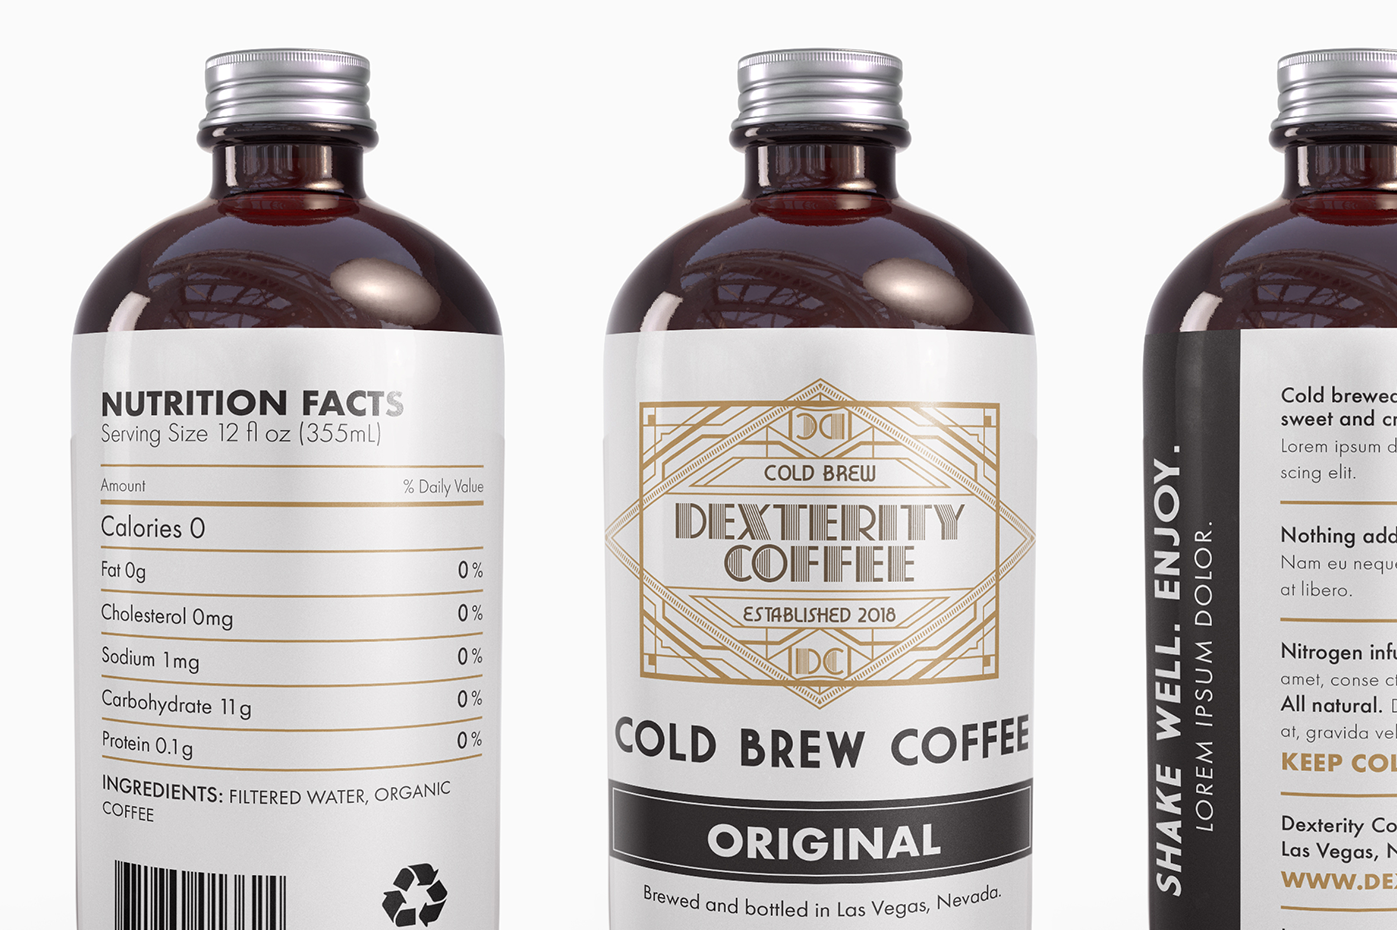 NUTRITION FACTS
Serving Size 12 fl oz (355mL)
Amount % Daily Value
Calories 0
Fat 0g 0 %
Cholesterol 0mg 0 %
Sodium 1mg 0 %
Carbohydrate 11g 0 %
Protein 0.1g 0 %
INGREDIENTS: FILTERED WATER, ORGANIC
COFFEE
DC
COLD BREW
DEXTERITY
COFFEE
ESTABLISHED 2018
DC
COLD BREW COFFEE
ORIGINAL
Brewed and bottled in Las Vegas, Nevada.
SHAKE WELL. ENJOY.
LOREM IPSUM DOLOR.
Cold brewed
sweet and
Lorem ipsum
scing elit.
Nothing
Nam eu neque
at libero.
Nitrogen
amet, conse
All natural.
at, gravida
KEEP
Dexterity
Las Vegas,